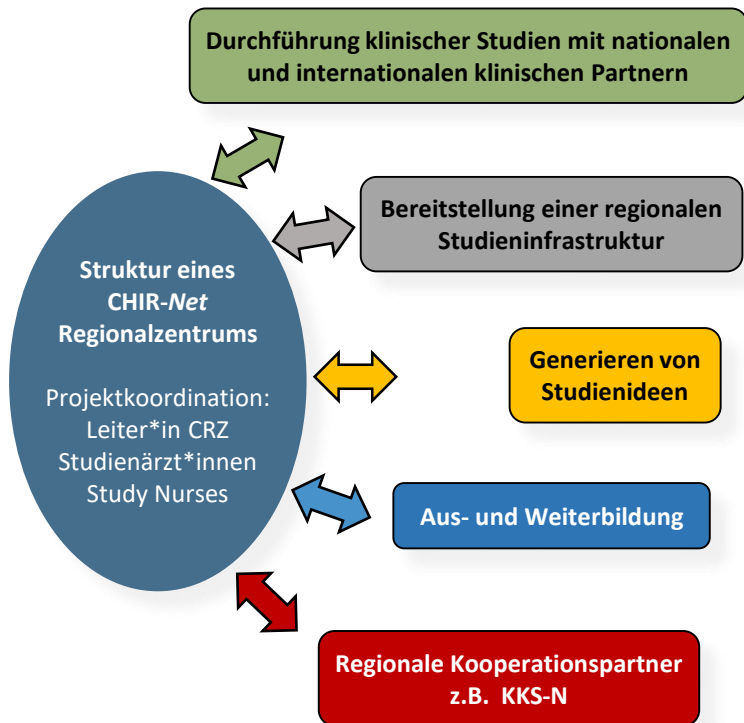 Durchführung klinischer Studien mit nationalen
und internationalen klinischen Partnern
Bereitstellung einer regionalen
Studieninfrastruktur
Struktur eines
CHIR-Net
Regionalzentrums
Projektkoordination:
Leiter*in CRZ
Studienärzt*innen
Study Nurses
Generieren von
Studienideen
Aus- und Weiterbildung
Regionale Kooperationspartner
z.B. KKS-N